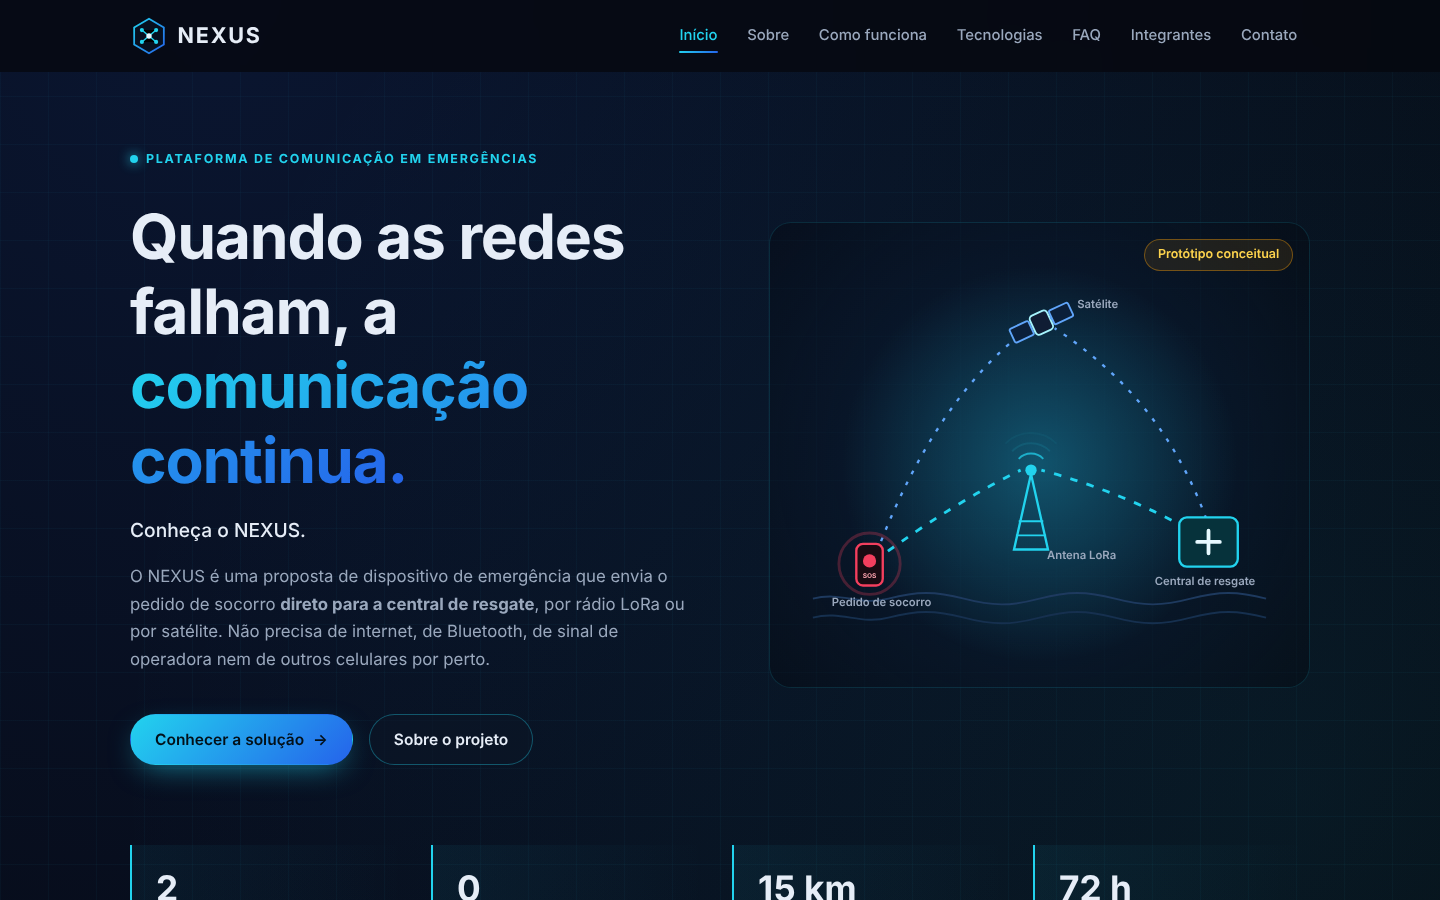 NEXUS
Início
Sobre
Como funciona
Tecnologias
FAQ
Integrantes
Contato
PLATAFORMA DE COMUNICAÇÃO EM EMERGÊNCIAS
Quando as redes
falham, a
comunicação
continua.
Conheça o NEXUS.
O NEXUS é uma proposta de dispositivo de emergência que envia o
pedido de socorro direto para a central de resgate, por rádio LoRa ou
por satélite. Não precisa de internet, de Bluetooth, de sinal de
operadora nem de outros celulares por perto.
Conhecer a solução →
Sobre o projeto
Protótipo conceitual
Satélite
Antena LoRa
SOS
Pedido de socorro
Central de resgate
2
0
15 km
72 h